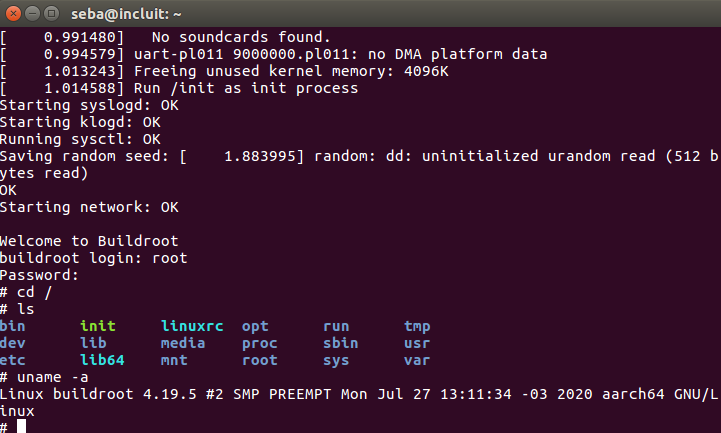 seba@incluit: ~
[    0.991480]   No soundcards found.
[    0.994579] uart-pl011 9000000.pl011: no DMA platform data
[    1.013243] Freeing unused kernel memory: 4096K
[    1.014588] Run /init as init process
Starting syslogd: OK
Starting klogd: OK
Running sysctl: OK
Saving random seed: [    1.883995] random: dd: uninitialized urandom read (512 b
ytes read)
OK
Starting network: OK

Welcome to Buildroot
buildroot login: root
Password:
# cd /
# ls
bin      init     linuxrc  opt      run      tmp
dev      lib      media    proc     sbin     usr
etc      lib64    mnt      root     sys      var
# uname -a
Linux buildroot 4.19.5 #2 SMP PREEMPT Mon Jul 27 13:11:34 -03 2020 aarch64 GNU/L
inux
#